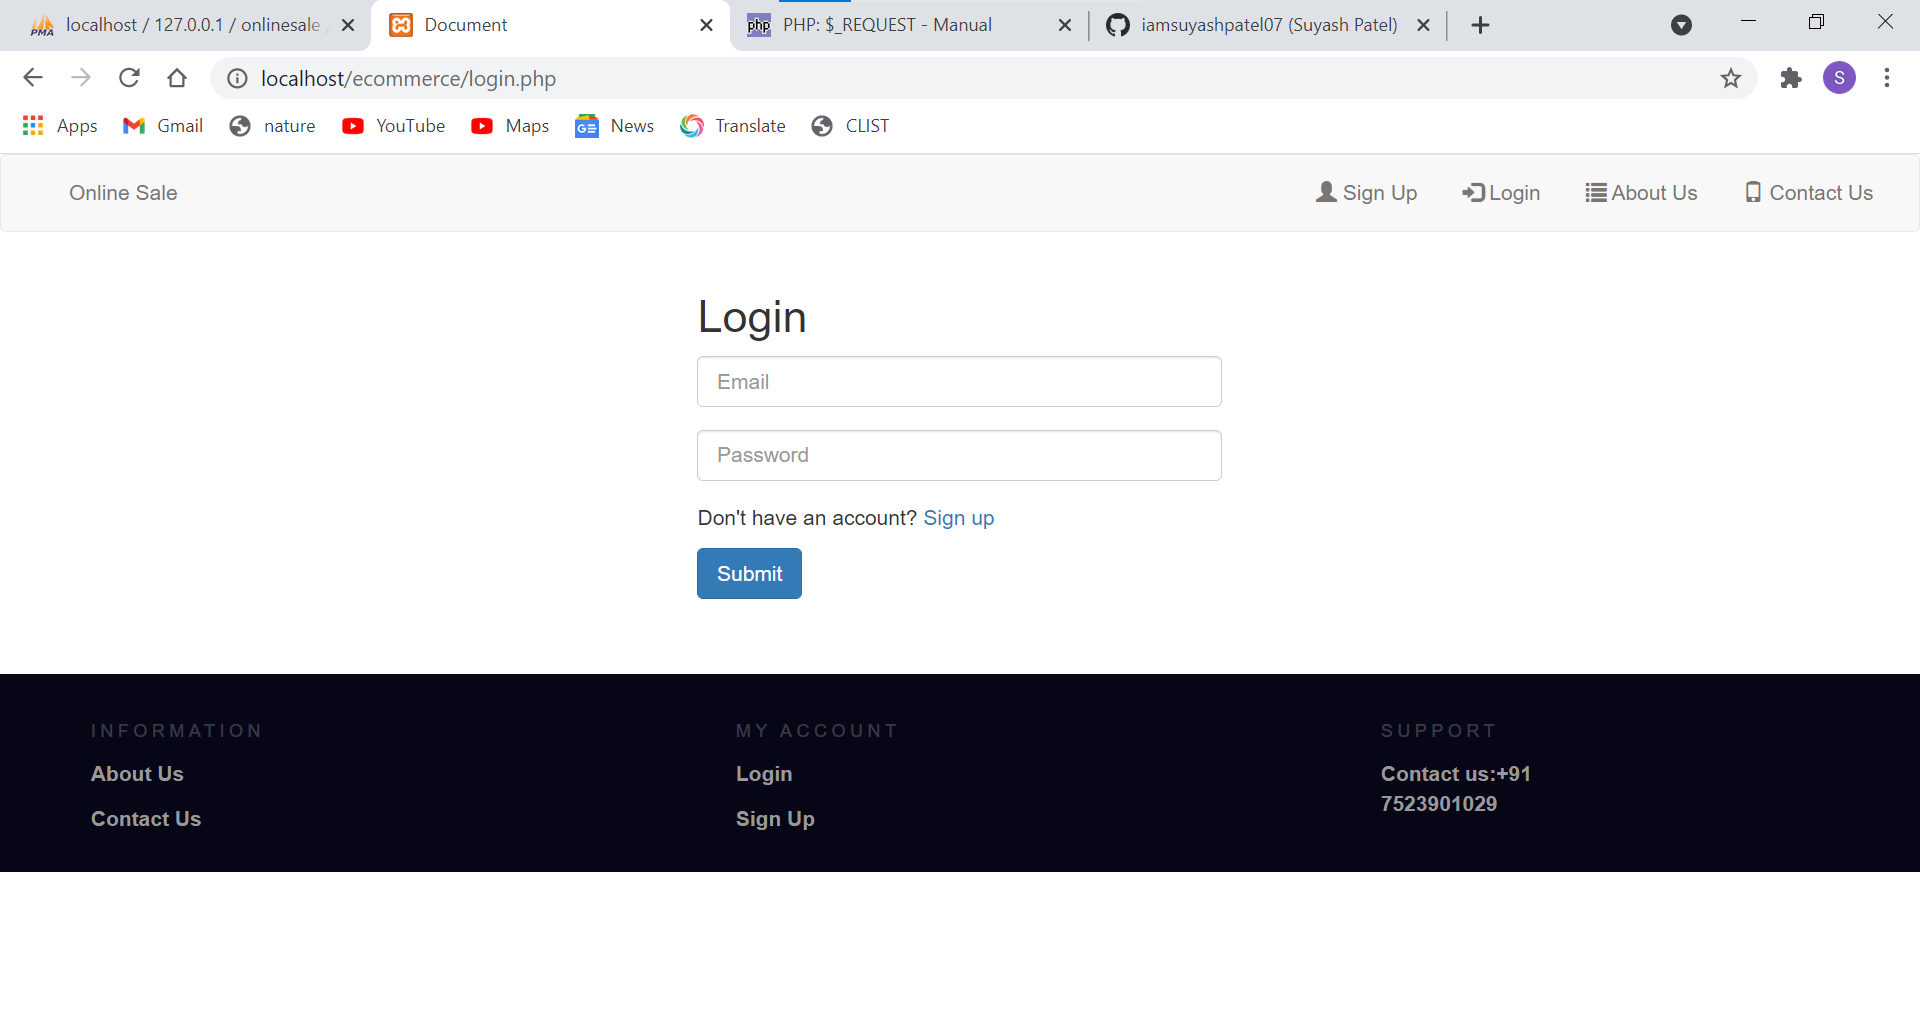 localhost / 127.0.0.1 / onlinesale
Document
PHP: $_REQUEST - Manual
iamsuyashpatel07 (Suyash Patel)
localhost/ecommerce/login.php
S
Apps
Gmail
nature
YouTube
Maps
News
Translate
CLIST
Online Sale
Sign Up
Login
About Us
Contact Us
Login
Email
Password
Don't have an account? Sign up
Submit
INFORMATION
About Us
Contact Us
MY ACCOUNT
Login
Sign Up
SUPPORT
Contact us:+91
7523901029